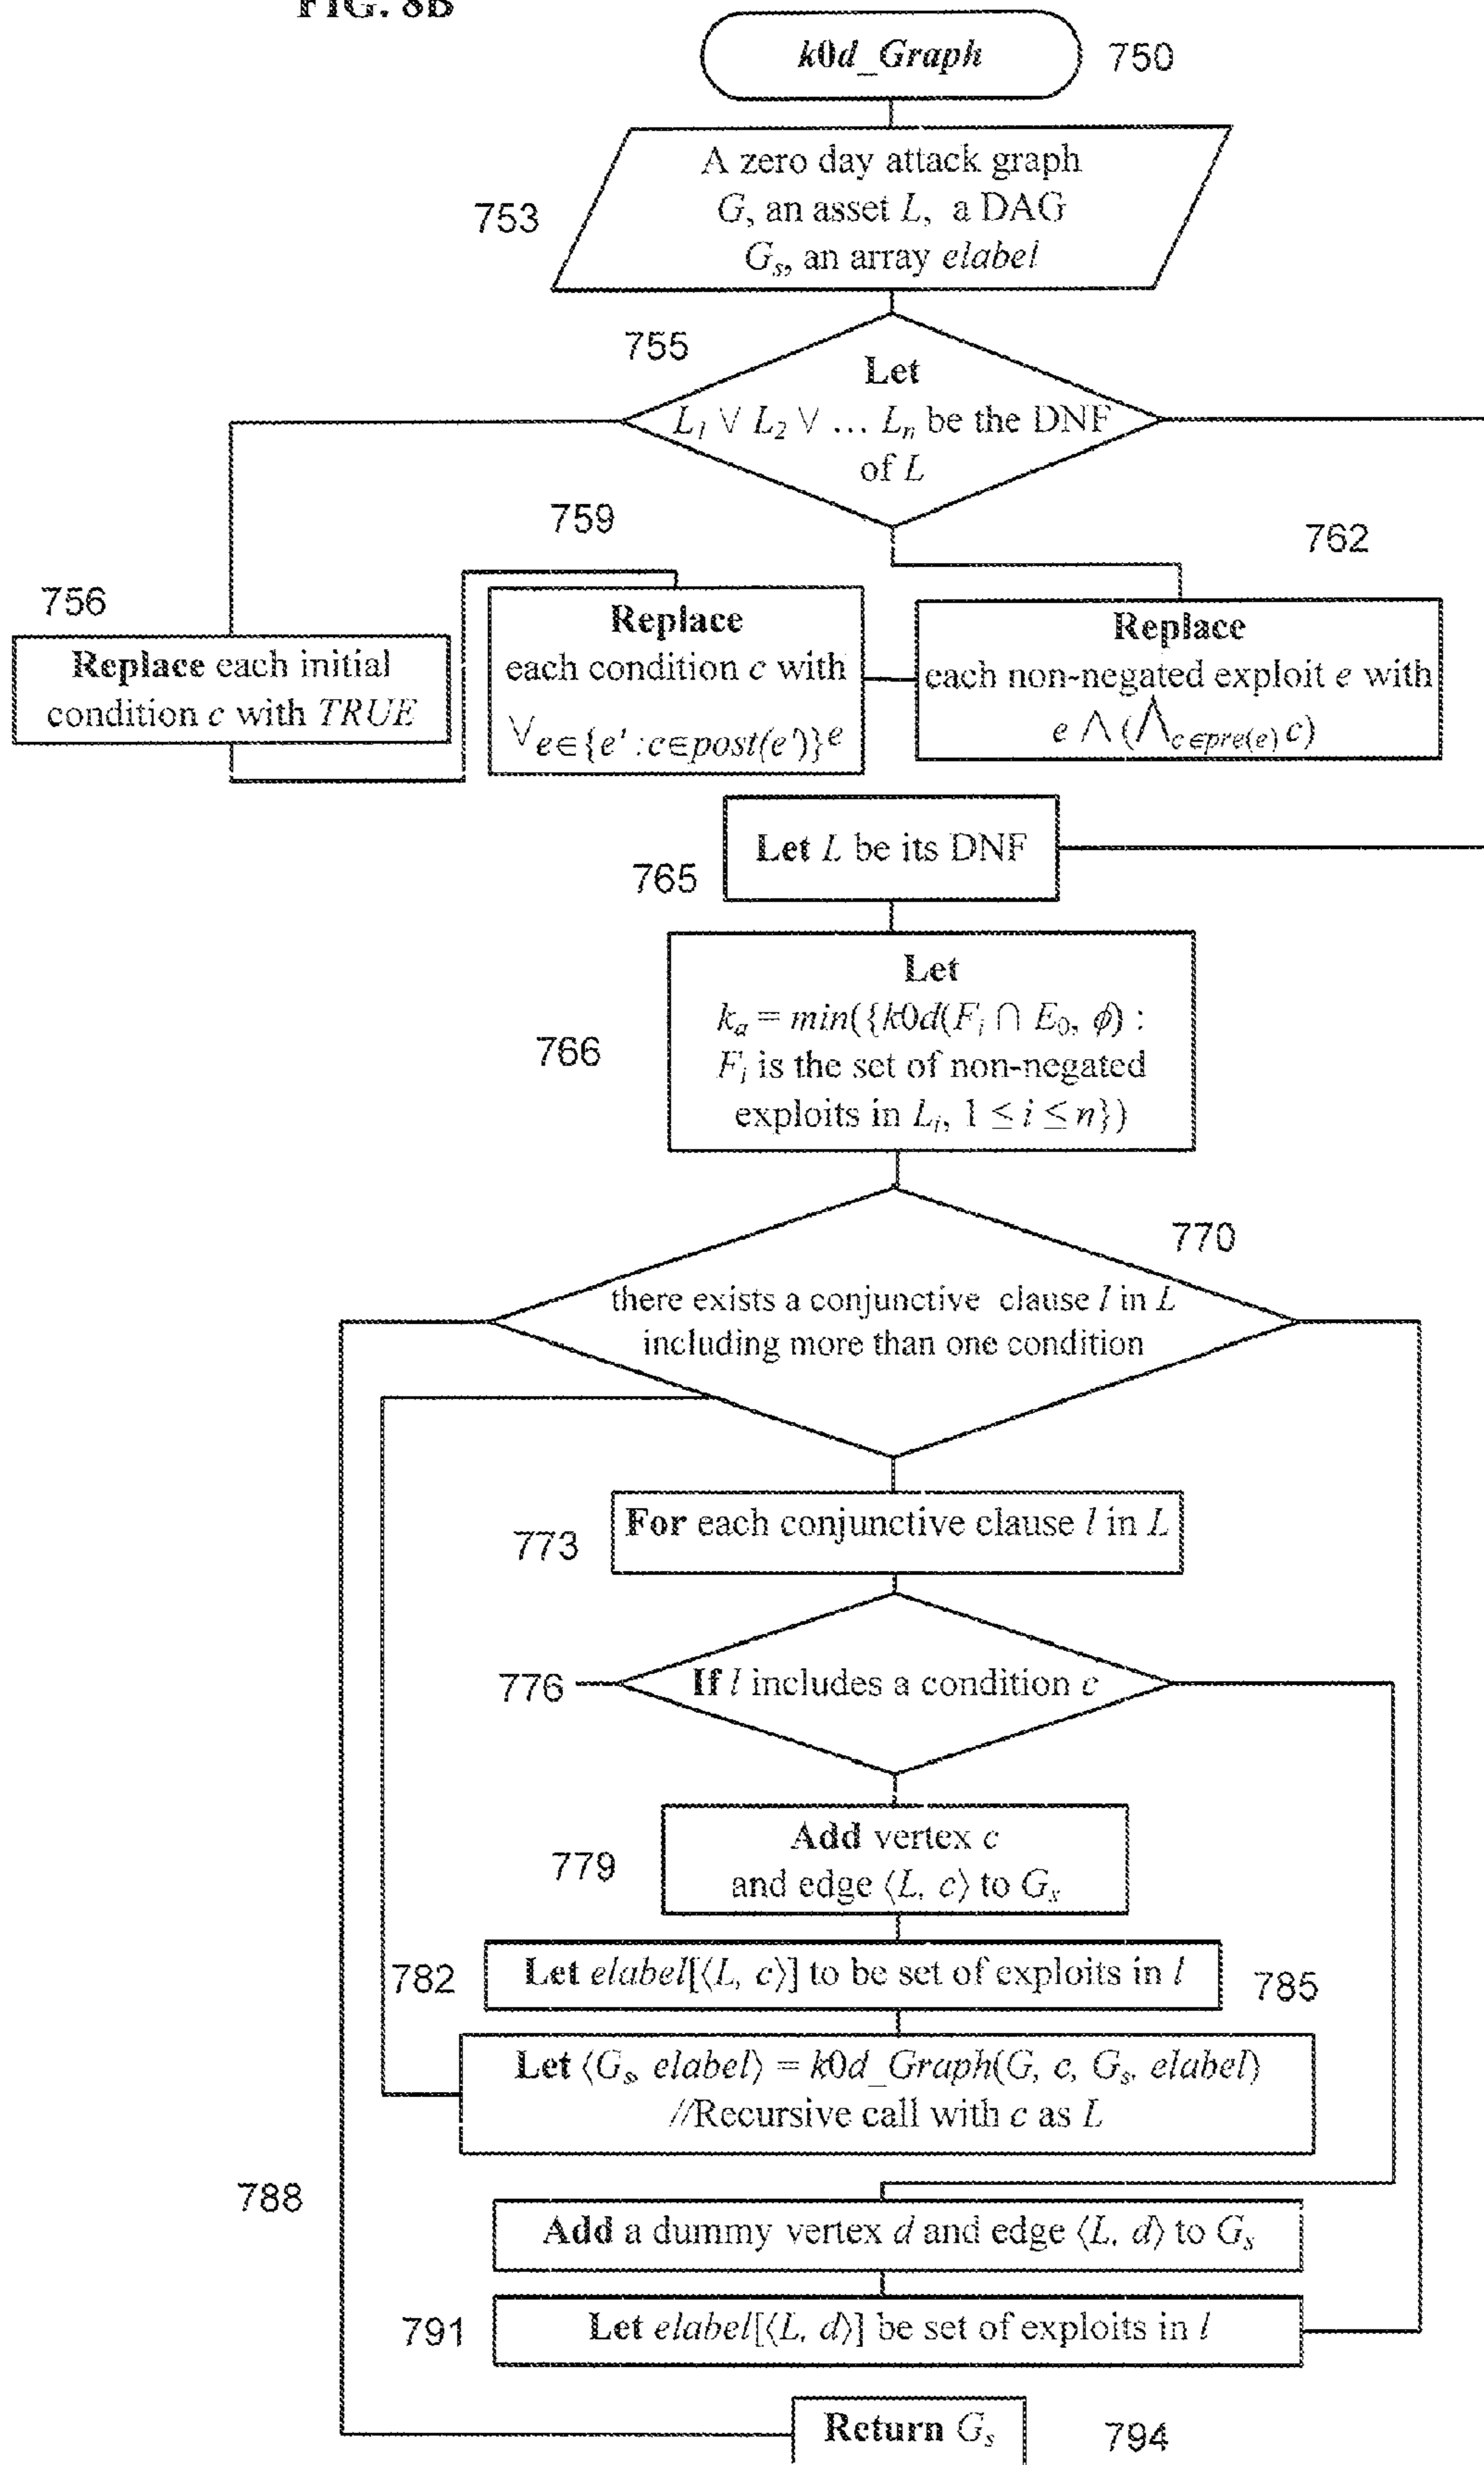 FIG. 8B
k0d_Graph
750
A zero day attack graph
G, an asset L, a DAG
Gs, an array elabel
753
755
Let
L1 ∨ L2 ∨ … Ln be the DNF
of L
759
762
756
Replace each initial
condition c with TRUE
Replace
each condition c with
∨e∈{e' :c∈post(e')}e
Replace
each non-negated exploit e with
e ∧ (∧c∈pre(e) c)
Let L be its DNF
765
Let
ka = min({k0d(Fi ∩ E0, ϕ) :
Fi is the set of non-negated
exploits in Li, 1 ≤ i ≤ n})
766
770
there exists a conjunctive clause l in L
including more than one condition
For each conjunctive clause l in L
773
776
If l includes a condition c
Add vertex c
and edge ⟨L, c⟩ to Gs
779
782
Let elabel[⟨L, c⟩] to be set of exploits in l
785
Let ⟨Gs, elabel⟩ = k0d_Graph(G, c, Gs, elabel)
//Recursive call with c as L
788
Add a dummy vertex d and edge ⟨L, d⟩ to Gs
791
Let elabel[⟨L, d⟩] be set of exploits in l
Return Gs
794